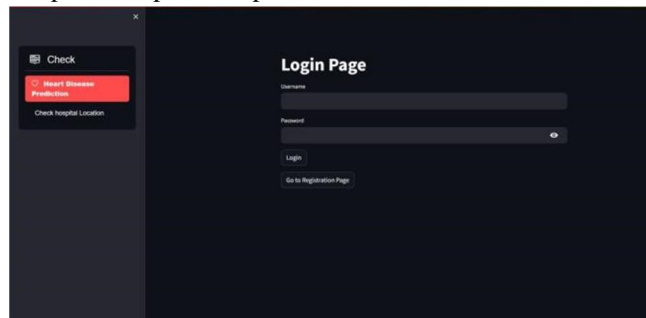 Check
Heart Disease
Prediction
Check hospital Location
Login Page
Username
Password
Login
Go to Registration Page